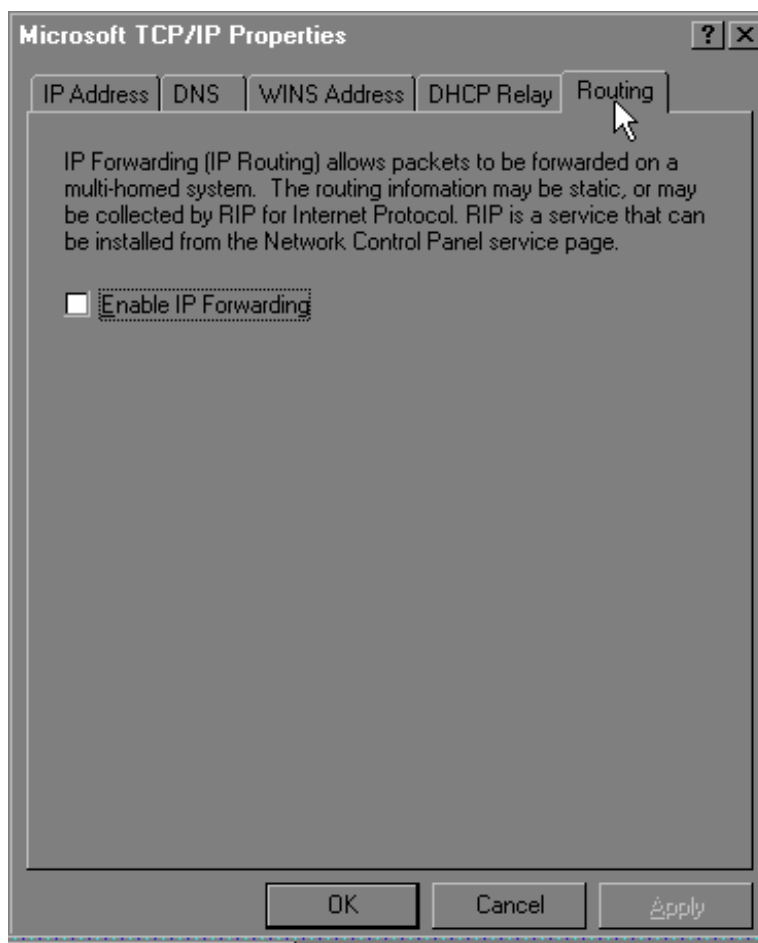 Microsoft TCP/IP Properties
IP Address DNS WINS Address DHCP Relay Routing
IP Forwarding (IP Routing) allows packets to be forwarded on a
multi-homed system. The routing infomation may be static, or may
be collected by RIP for Internet Protocol. RIP is a service that can
be installed from the Network Control Panel service page.
Enable IP Forwarding
OK Cancel Apply